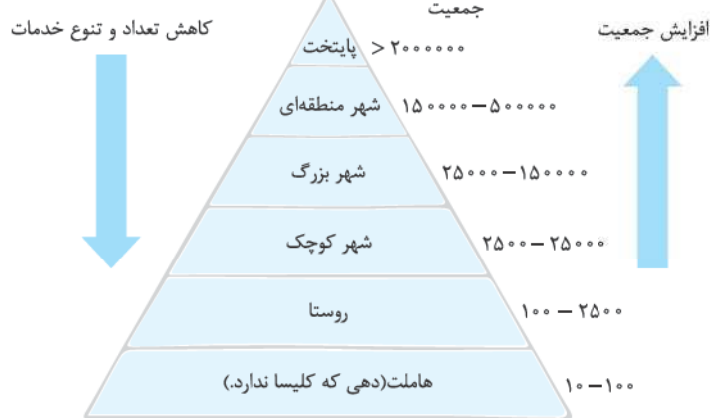 جمعیت
کاهش تعداد و تنوع خدمات
افزایش جمعیت
پایتخت > ۲۰۰۰۰۰۰
شهر منطقه‌ای ۱۵۰۰۰۰ – ۵۰۰۰۰۰
شهر بزرگ ۲۵۰۰۰ – ۱۵۰۰۰۰
شهر کوچک ۲۵۰۰ – ۲۵۰۰۰
روستا ۱۰۰ – ۲۵۰۰
هاملت(دهی که کلیسا ندارد.) ۱۰ – ۱۰۰